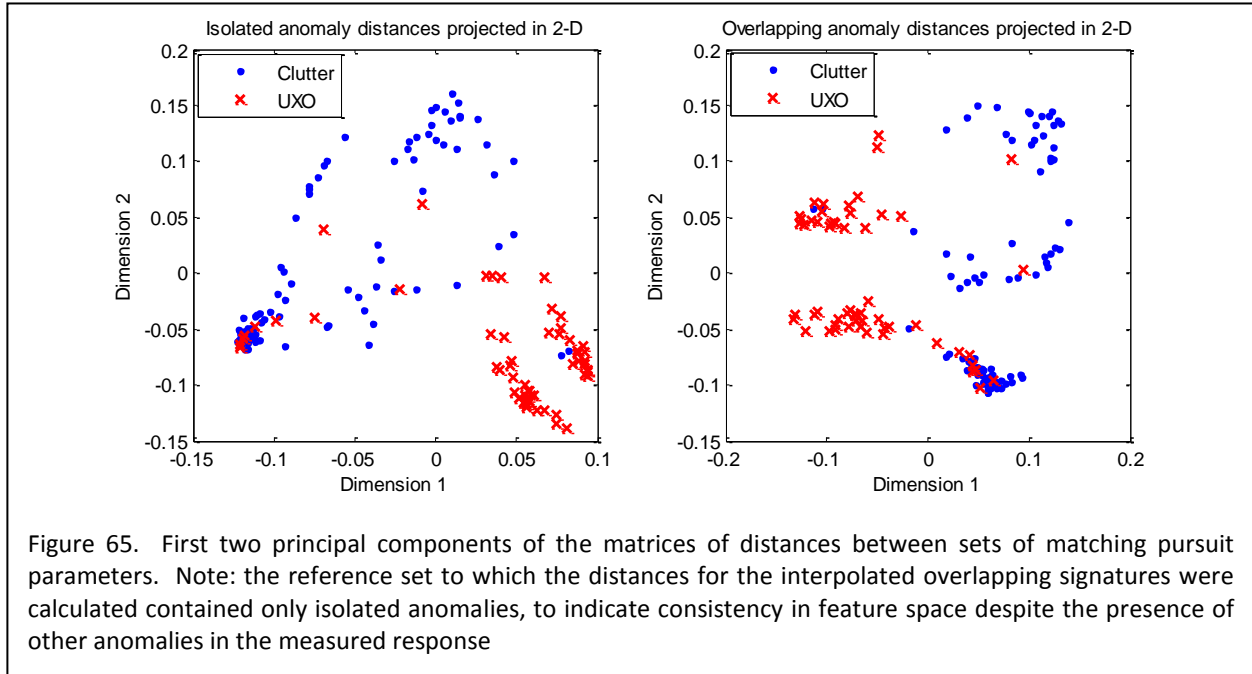 Isolated anomaly distances projected in 2-D
0.2
0.15
0.1
0.05
0
-0.05
-0.1
-0.15
Dimension 2
Clutter
UXO
-0.15
-0.1
-0.05
0
0.05
0.1
Dimension 1
Overlapping anomaly distances projected in 2-D
0.2
0.15
0.1
0.05
0
-0.05
-0.1
-0.15
Dimension 2
Clutter
UXO
-0.2
-0.1
0
0.1
0.2
Dimension 1
Figure 65. First two principal components of the matrices of distances between sets of matching pursuit
parameters. Note: the reference set to which the distances for the interpolated overlapping signatures were
calculated contained only isolated anomalies, to indicate consistency in feature space despite the presence of
other anomalies in the measured response